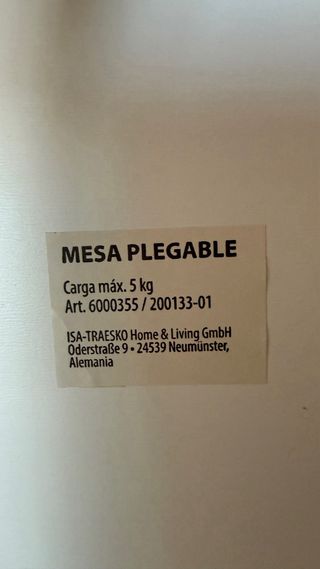 MESA PLEGABLE
Carga máx. 5 kg
Art. 6000355 / 200133-01
ISA-TRAESKO Home & Living GmbH
Oderstraße 9 • 24539 Neumünster,
Alemania